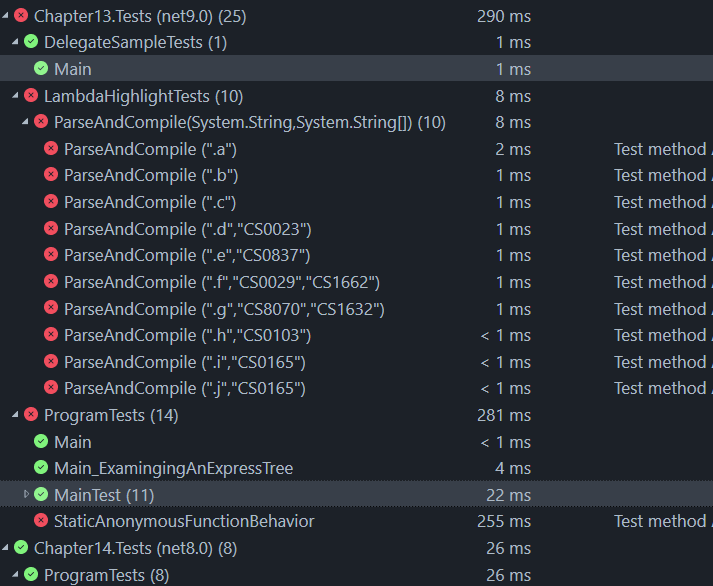 Chapter13.Tests (net9.0) (25) 290 ms
DelegateSampleTests (1) 1 ms
Main 1 ms
LambdaHighlightTests (10) 8 ms
ParseAndCompile(System.String,System.String[]) (10) 8 ms
ParseAndCompile (".a") 2 ms Test method
ParseAndCompile (".b") 1 ms Test method
ParseAndCompile (".c") 1 ms Test method
ParseAndCompile (".d","CS0023") 1 ms Test method
ParseAndCompile (".e","CS0837") 1 ms Test method
ParseAndCompile (".f","CS0029","CS1662") 1 ms Test method
ParseAndCompile (".g","CS8070","CS1632") 1 ms Test method
ParseAndCompile (".h","CS0103") < 1 ms Test method
ParseAndCompile (".i","CS0165") < 1 ms Test method
ParseAndCompile (".j","CS0165") < 1 ms Test method
ProgramTests (14) 281 ms
Main < 1 ms
Main_ExamingingAnExpressTree 4 ms
MainTest (11) 22 ms
StaticAnonymousFunctionBehavior 255 ms Test method
Chapter14.Tests (net8.0) (8) 26 ms
ProgramTests (8) 26 ms